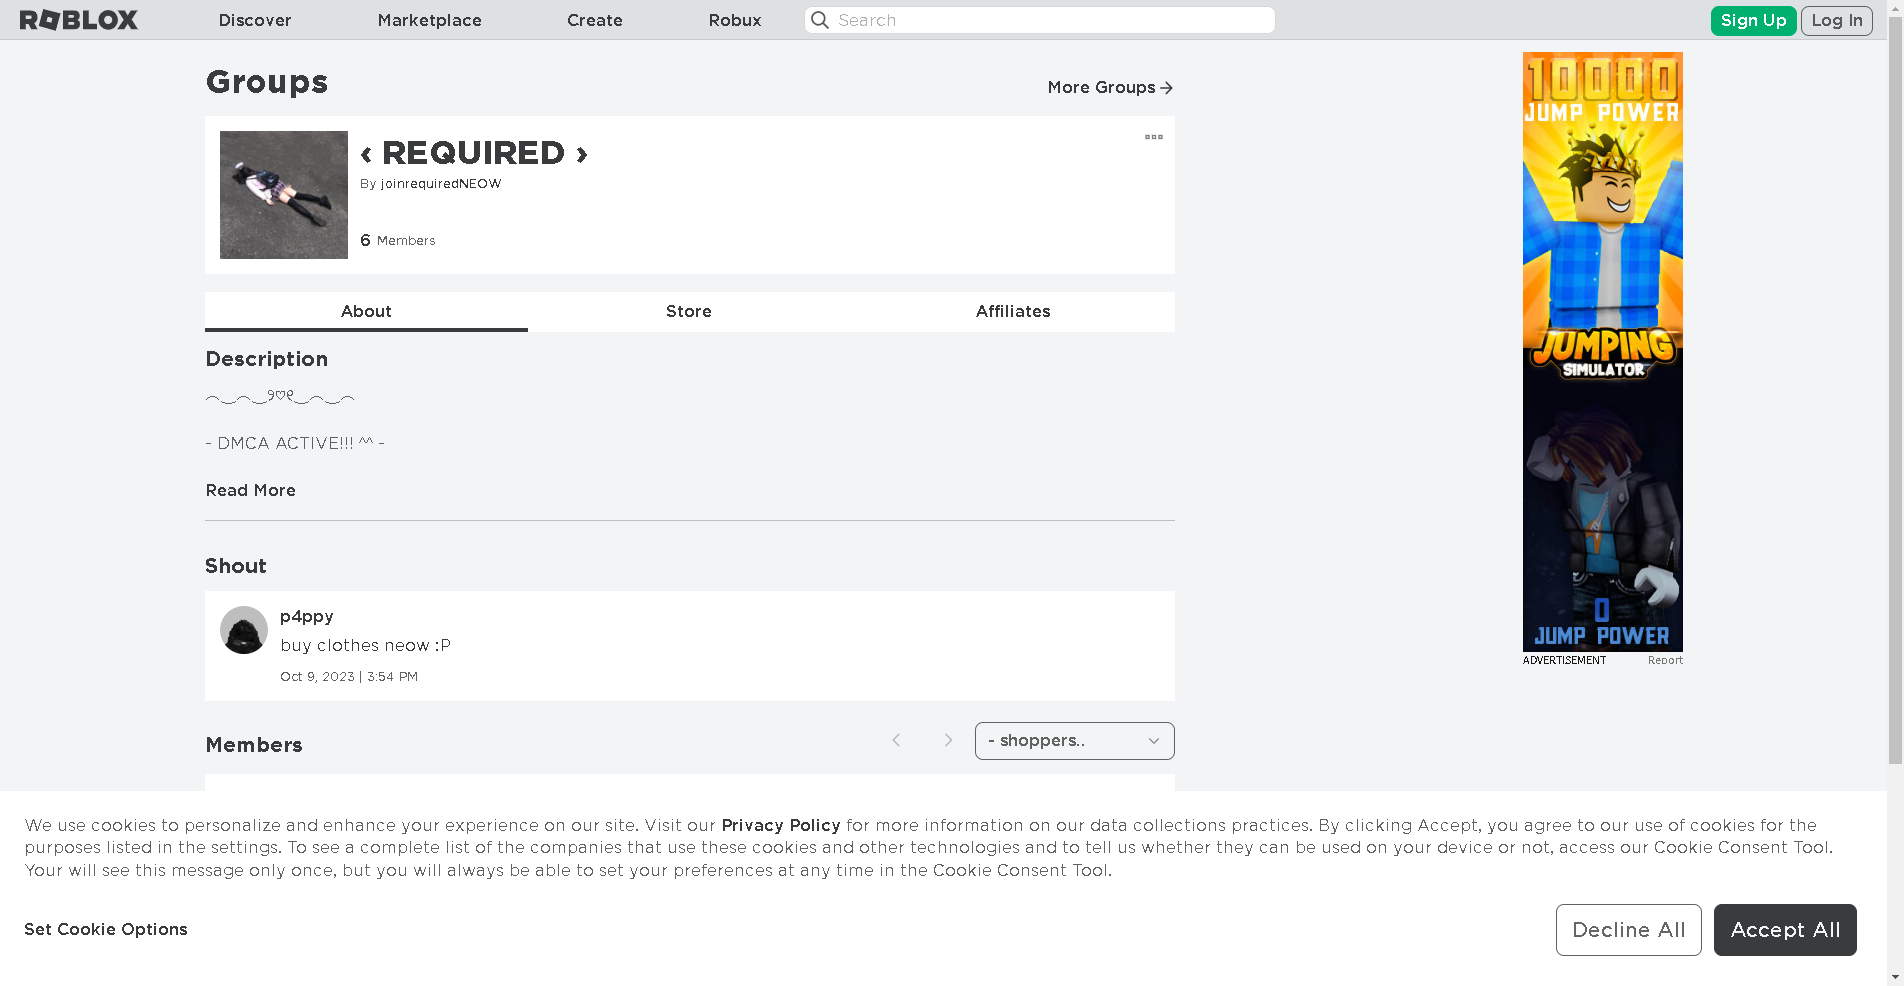 ROBLOX Discover Marketplace Create Robux Search Sign Up Log In
Groups
More Groups
‹ REQUIRED ›
By joinrequiredNEOW
6 Members
About Store Affiliates
Description
︵‿︵‿୨♡୧‿︵‿︵
- DMCA ACTIVE!!! ^^ -
Read More
Shout
p4ppy
buy clothes neow :P
Oct 9, 2023 | 3:54 PM
Members
- shoppers..
10000
JUMP POWER
JUMPING
SIMULATOR
0
JUMP POWER
ADVERTISEMENT Report
We use cookies to personalize and enhance your experience on our site. Visit our Privacy Policy for more information on our data collections practices. By clicking Accept, you agree to our use of cookies for the
purposes listed in the settings. To see a complete list of the companies that use these cookies and other technologies and to tell us whether they can be used on your device or not, access our Cookie Consent Tool.
Your will see this message only once, but you will always be able to set your preferences at any time in the Cookie Consent Tool.
Set Cookie Options
Decline All
Accept All